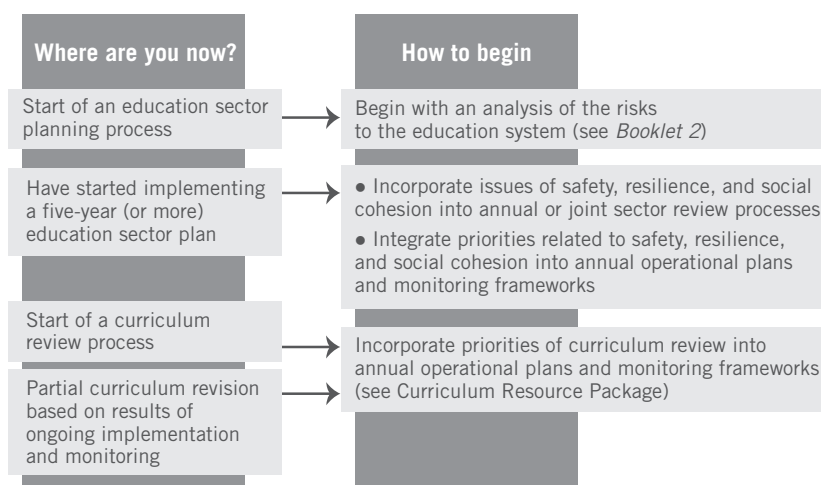 Where are you now?
How to begin
Start of an education sector
planning process
Begin with an analysis of the risks
to the education system (see Booklet 2)
Have started implementing
a five-year (or more)
education sector plan
● Incorporate issues of safety, resilience, and social
cohesion into annual or joint sector review processes
● Integrate priorities related to safety, resilience,
and social cohesion into annual operational plans
and monitoring frameworks
Start of a curriculum
review process
Partial curriculum revision
based on results of
ongoing implementation
and monitoring
Incorporate priorities of curriculum review into
annual operational plans and monitoring frameworks
(see Curriculum Resource Package)